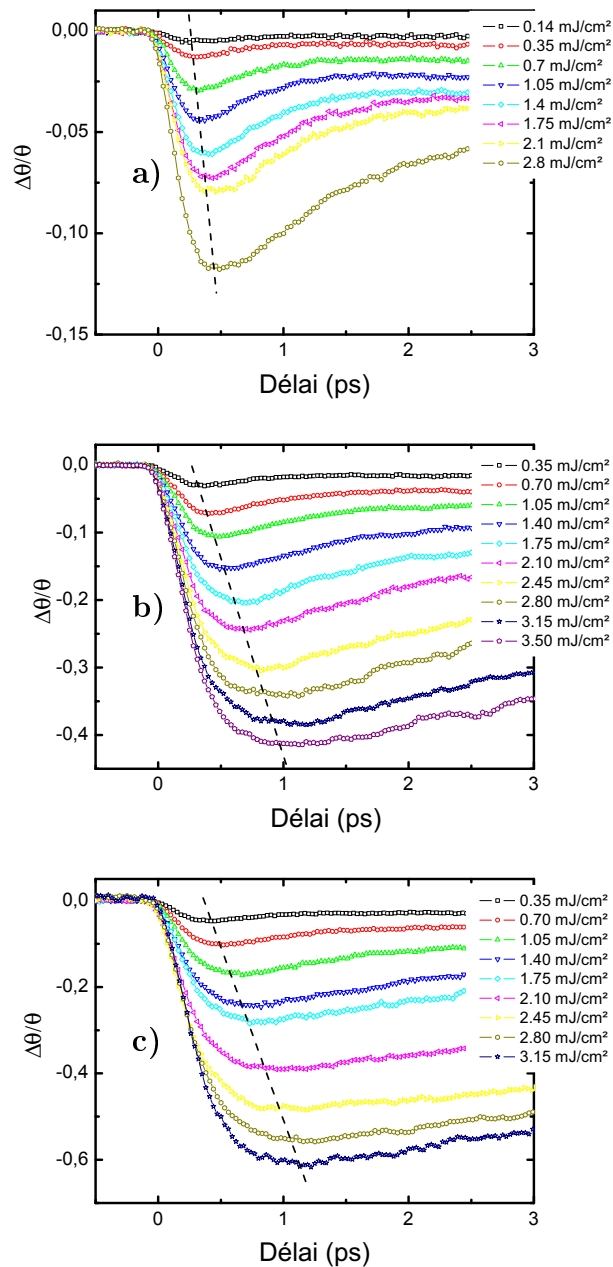 0,00
-0,05
-0,10
-0,15
Δθ/θ
a)
0.14 mJ/cm²
0.35 mJ/cm²
0.7 mJ/cm²
1.05 mJ/cm²
1.4 mJ/cm²
1.75 mJ/cm²
2.1 mJ/cm²
2.8 mJ/cm²
0 1 2 3
Délai (ps)
0,0
-0,1
-0,2
-0,3
-0,4
Δθ/θ
b)
0.35 mJ/cm²
0.70 mJ/cm²
1.05 mJ/cm²
1.40 mJ/cm²
1.75 mJ/cm²
2.10 mJ/cm²
2.45 mJ/cm²
2.80 mJ/cm²
3.15 mJ/cm²
3.50 mJ/cm²
0 1 2 3
Délai (ps)
0,0
-0,2
-0,4
-0,6
Δθ/θ
c)
0.35 mJ/cm²
0.70 mJ/cm²
1.05 mJ/cm²
1.40 mJ/cm²
1.75 mJ/cm²
2.10 mJ/cm²
2.45 mJ/cm²
2.80 mJ/cm²
3.15 mJ/cm²
0 1 2 3
Délai (ps)